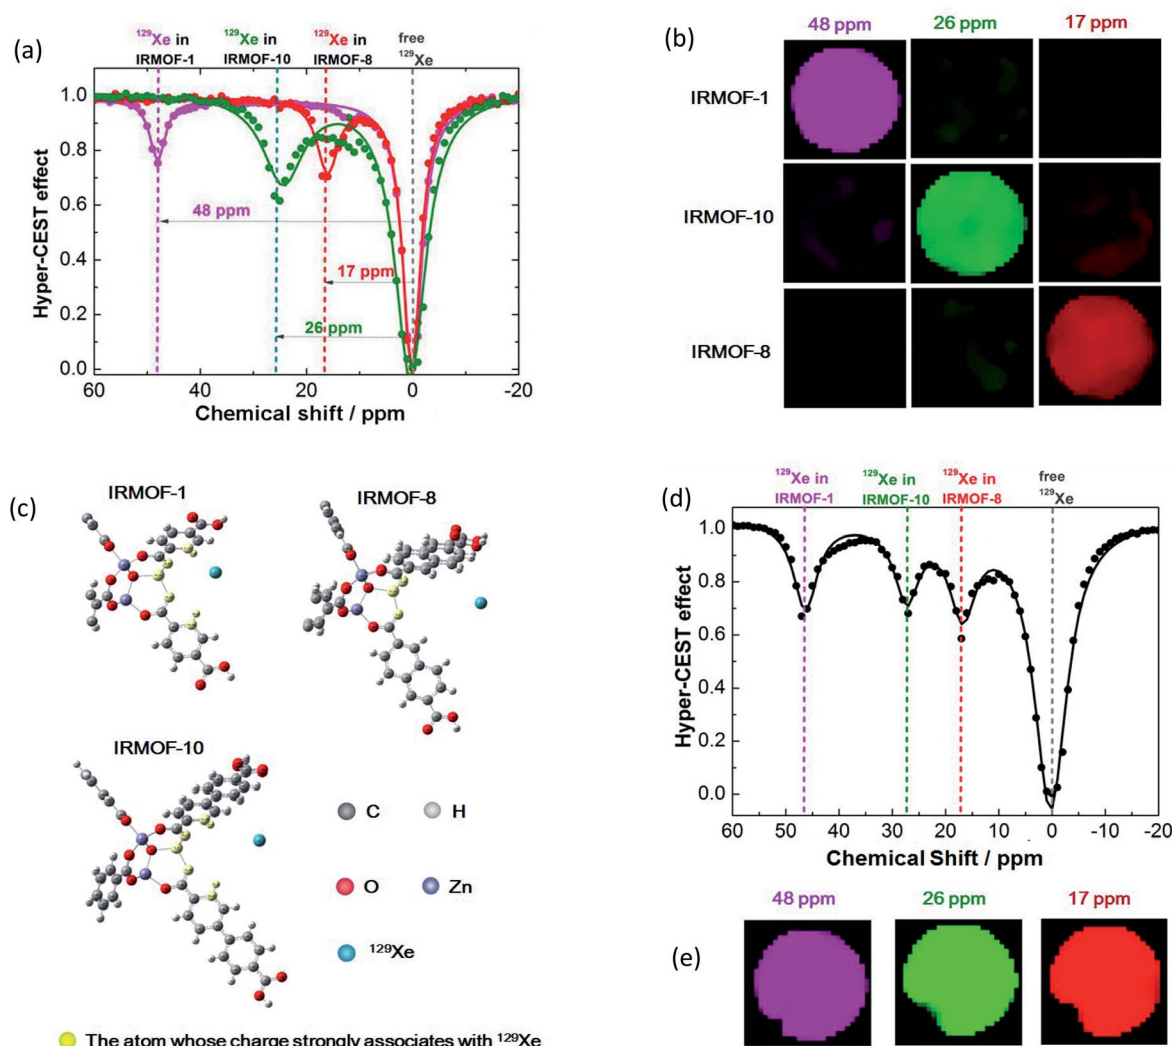 (a)
¹²⁹Xe in
IRMOF-1
¹²⁹Xe in
IRMOF-10
¹²⁹Xe in
IRMOF-8
free
¹²⁹Xe
Hyper-CEST effect
1.0
0.8
0.6
0.4
0.2
0.0
48 ppm
17 ppm
26 ppm
60
40
20
0
-20
Chemical shift / ppm
(b)
48 ppm
26 ppm
17 ppm
IRMOF-1
IRMOF-10
IRMOF-8
(c)
IRMOF-1
IRMOF-8
IRMOF-10
C
H
O
Zn
¹²⁹Xe
The atom whose charge strongly associates with ¹²⁹Xe
(d)
¹²⁹Xe in
IRMOF-1
¹²⁹Xe in
IRMOF-10
¹²⁹Xe in
IRMOF-8
free
¹²⁹Xe
Hyper-CEST effect
1.0
0.8
0.6
0.4
0.2
0.0
60
50
40
30
20
10
0
-10
-20
Chemical Shift / ppm
(e)
48 ppm
26 ppm
17 ppm